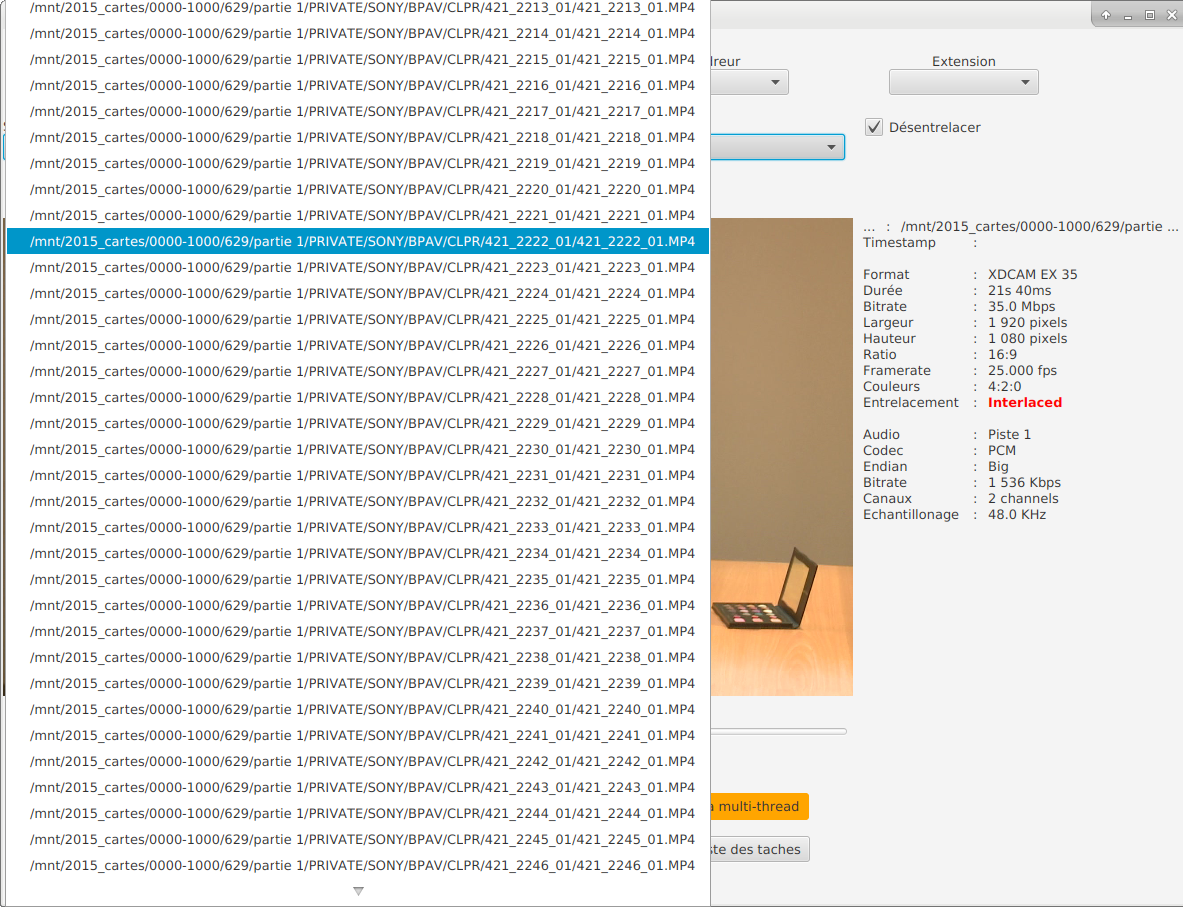 /mnt/2015_cartes/0000-1000/629/partie 1/PRIVATE/SONY/BPAV/CLPR/421_2213_01/421_2213_01.MP4
/mnt/2015_cartes/0000-1000/629/partie 1/PRIVATE/SONY/BPAV/CLPR/421_2214_01/421_2214_01.MP4
/mnt/2015_cartes/0000-1000/629/partie 1/PRIVATE/SONY/BPAV/CLPR/421_2215_01/421_2215_01.MP4
/mnt/2015_cartes/0000-1000/629/partie 1/PRIVATE/SONY/BPAV/CLPR/421_2216_01/421_2216_01.MP4
/mnt/2015_cartes/0000-1000/629/partie 1/PRIVATE/SONY/BPAV/CLPR/421_2217_01/421_2217_01.MP4
/mnt/2015_cartes/0000-1000/629/partie 1/PRIVATE/SONY/BPAV/CLPR/421_2218_01/421_2218_01.MP4
/mnt/2015_cartes/0000-1000/629/partie 1/PRIVATE/SONY/BPAV/CLPR/421_2219_01/421_2219_01.MP4
/mnt/2015_cartes/0000-1000/629/partie 1/PRIVATE/SONY/BPAV/CLPR/421_2220_01/421_2220_01.MP4
/mnt/2015_cartes/0000-1000/629/partie 1/PRIVATE/SONY/BPAV/CLPR/421_2221_01/421_2221_01.MP4
/mnt/2015_cartes/0000-1000/629/partie 1/PRIVATE/SONY/BPAV/CLPR/421_2222_01/421_2222_01.MP4
/mnt/2015_cartes/0000-1000/629/partie 1/PRIVATE/SONY/BPAV/CLPR/421_2223_01/421_2223_01.MP4
/mnt/2015_cartes/0000-1000/629/partie 1/PRIVATE/SONY/BPAV/CLPR/421_2224_01/421_2224_01.MP4
/mnt/2015_cartes/0000-1000/629/partie 1/PRIVATE/SONY/BPAV/CLPR/421_2225_01/421_2225_01.MP4
/mnt/2015_cartes/0000-1000/629/partie 1/PRIVATE/SONY/BPAV/CLPR/421_2226_01/421_2226_01.MP4
/mnt/2015_cartes/0000-1000/629/partie 1/PRIVATE/SONY/BPAV/CLPR/421_2227_01/421_2227_01.MP4
/mnt/2015_cartes/0000-1000/629/partie 1/PRIVATE/SONY/BPAV/CLPR/421_2228_01/421_2228_01.MP4
/mnt/2015_cartes/0000-1000/629/partie 1/PRIVATE/SONY/BPAV/CLPR/421_2229_01/421_2229_01.MP4
/mnt/2015_cartes/0000-1000/629/partie 1/PRIVATE/SONY/BPAV/CLPR/421_2230_01/421_2230_01.MP4
/mnt/2015_cartes/0000-1000/629/partie 1/PRIVATE/SONY/BPAV/CLPR/421_2231_01/421_2231_01.MP4
/mnt/2015_cartes/0000-1000/629/partie 1/PRIVATE/SONY/BPAV/CLPR/421_2232_01/421_2232_01.MP4
/mnt/2015_cartes/0000-1000/629/partie 1/PRIVATE/SONY/BPAV/CLPR/421_2233_01/421_2233_01.MP4
/mnt/2015_cartes/0000-1000/629/partie 1/PRIVATE/SONY/BPAV/CLPR/421_2234_01/421_2234_01.MP4
/mnt/2015_cartes/0000-1000/629/partie 1/PRIVATE/SONY/BPAV/CLPR/421_2235_01/421_2235_01.MP4
/mnt/2015_cartes/0000-1000/629/partie 1/PRIVATE/SONY/BPAV/CLPR/421_2236_01/421_2236_01.MP4
/mnt/2015_cartes/0000-1000/629/partie 1/PRIVATE/SONY/BPAV/CLPR/421_2237_01/421_2237_01.MP4
/mnt/2015_cartes/0000-1000/629/partie 1/PRIVATE/SONY/BPAV/CLPR/421_2238_01/421_2238_01.MP4
/mnt/2015_cartes/0000-1000/629/partie 1/PRIVATE/SONY/BPAV/CLPR/421_2239_01/421_2239_01.MP4
/mnt/2015_cartes/0000-1000/629/partie 1/PRIVATE/SONY/BPAV/CLPR/421_2240_01/421_2240_01.MP4
/mnt/2015_cartes/0000-1000/629/partie 1/PRIVATE/SONY/BPAV/CLPR/421_2241_01/421_2241_01.MP4
/mnt/2015_cartes/0000-1000/629/partie 1/PRIVATE/SONY/BPAV/CLPR/421_2242_01/421_2242_01.MP4
/mnt/2015_cartes/0000-1000/629/partie 1/PRIVATE/SONY/BPAV/CLPR/421_2243_01/421_2243_01.MP4
/mnt/2015_cartes/0000-1000/629/partie 1/PRIVATE/SONY/BPAV/CLPR/421_2244_01/421_2244_01.MP4
/mnt/2015_cartes/0000-1000/629/partie 1/PRIVATE/SONY/BPAV/CLPR/421_2245_01/421_2245_01.MP4
/mnt/2015_cartes/0000-1000/629/partie 1/PRIVATE/SONY/BPAV/CLPR/421_2246_01/421_2246_01.MP4
Extension
Désentrelacer
... : /mnt/2015_cartes/0000-1000/629/partie ...
Timestamp :
Format : XDCAM EX 35
Durée : 21s 40ms
Bitrate : 35.0 Mbps
Largeur : 1 920 pixels
Hauteur : 1 080 pixels
Ratio : 16:9
Framerate : 25.000 fps
Couleurs : 4:2:0
Entrelacement : Interlaced
Audio : Piste 1
Codec : PCM
Endian : Big
Bitrate : 1 536 Kbps
Canaux : 2 channels
Echantillonage : 48.0 KHz
multi-thread
des taches